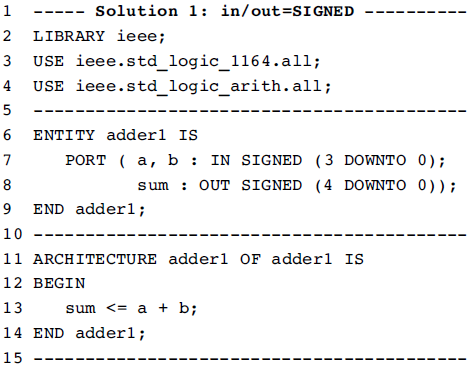 1 ----- Solution 1: in/out=SIGNED ----------
2 LIBRARY ieee;
3 USE ieee.std_logic_1164.all;
4 USE ieee.std_logic_arith.all;
5 -----------------------------------------
6 ENTITY adder1 IS
7    PORT ( a, b : IN SIGNED (3 DOWNTO 0);
8           sum : OUT SIGNED (4 DOWNTO 0));
9 END adder1;
10 -----------------------------------------
11 ARCHITECTURE adder1 OF adder1 IS
12 BEGIN
13    sum <= a + b;
14 END adder1;
15 -----------------------------------------